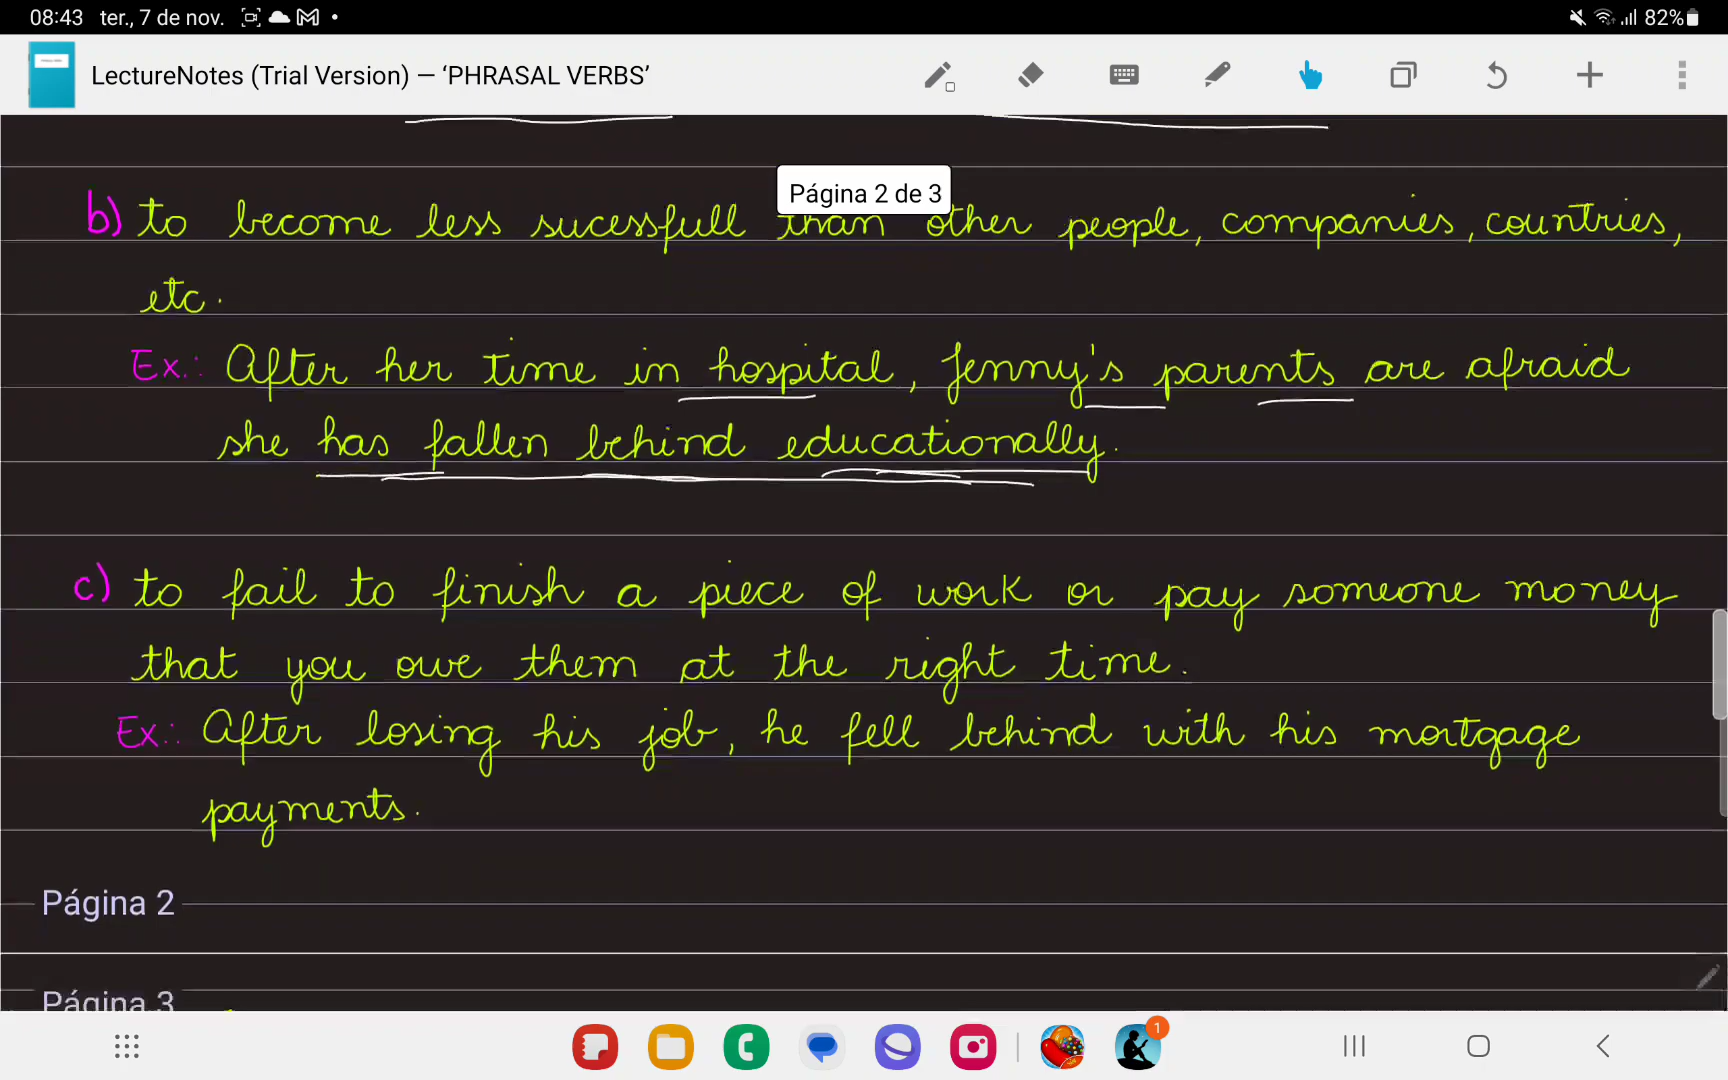 08:43 ter., 7 de nov. 82%
LectureNotes (Trial Version) — ‘PHRASAL VERBS’
Página 2 de 3
b) to become less sucessfull than other people, companies, countries,
etc.
Ex.: After her time in hospital, Jenny's parents are afraid
she has fallen behind educationally.
c) to fail to finish a piece of work or pay someone money
that you owe them at the right time.
Ex.: After losing his job, he fell behind with his mortgage
payments.
Página 2
Página 3
1